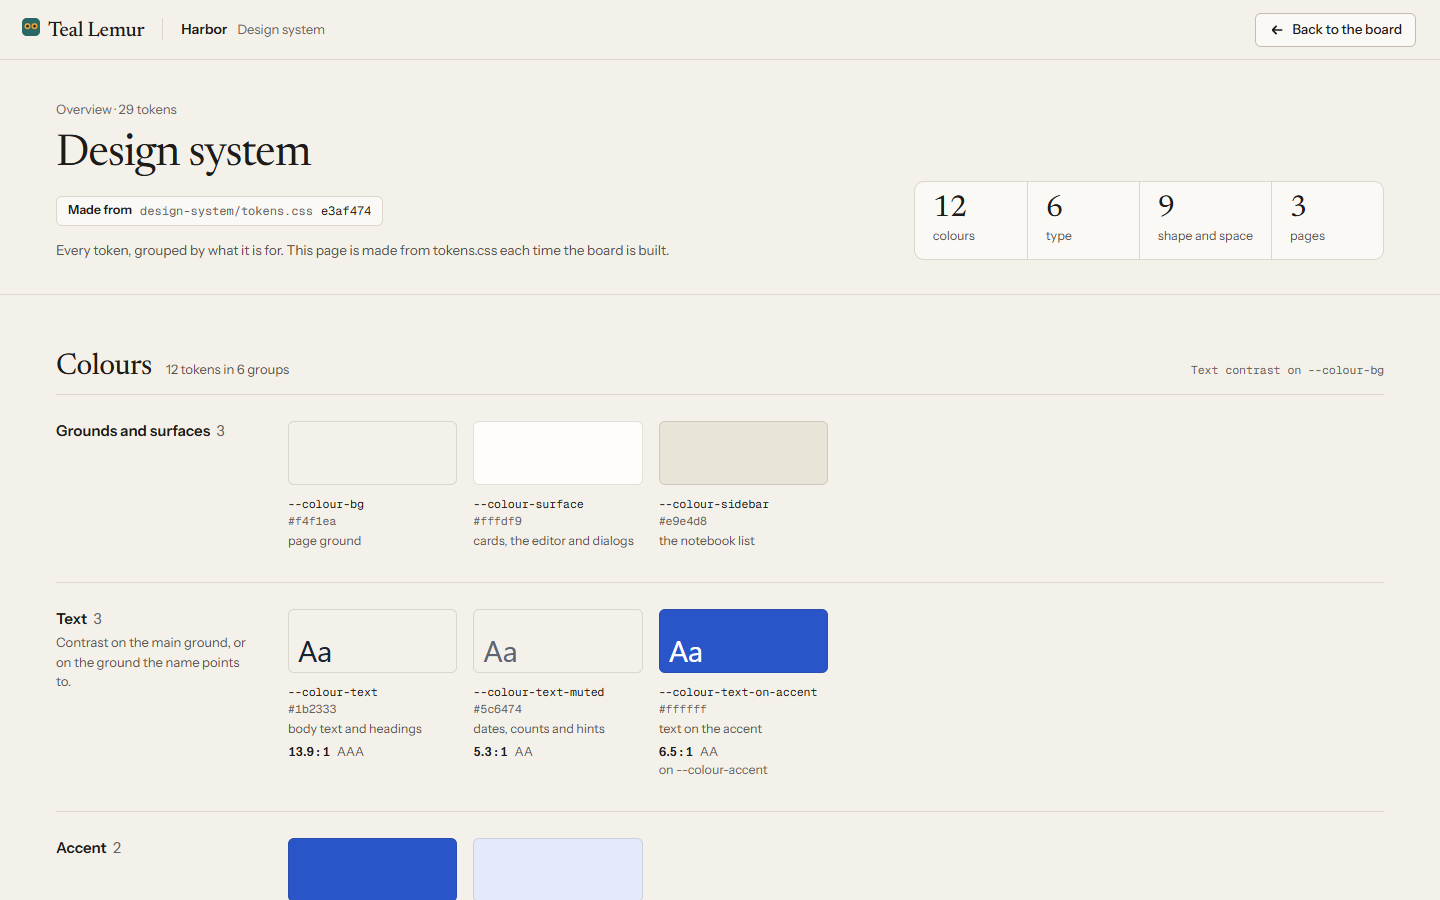 Teal Lemur
Harbor Design system
Back to the board
Overview · 29 tokens
Design system
Made from design-system/tokens.css e3af474
Every token, grouped by what it is for. This page is made from tokens.css each time the board is built.
12
colours
6
type
9
shape and space
3
pages
Colours 12 tokens in 6 groups
Text contrast on --colour-bg
Grounds and surfaces 3
--colour-bg
#f4f1ea
page ground
--colour-surface
#fffdf9
cards, the editor and dialogs
--colour-sidebar
#e9e4d8
the notebook list
Text 3
Contrast on the main ground, or
on the ground the name points
to.
Aa
--colour-text
#1b2333
body text and headings
13.9:1 AAA
Aa
--colour-text-muted
#5c6474
dates, counts and hints
5.3:1 AA
Aa
--colour-text-on-accent
#ffffff
text on the accent
6.5:1 AA
on --colour-accent
Accent 2